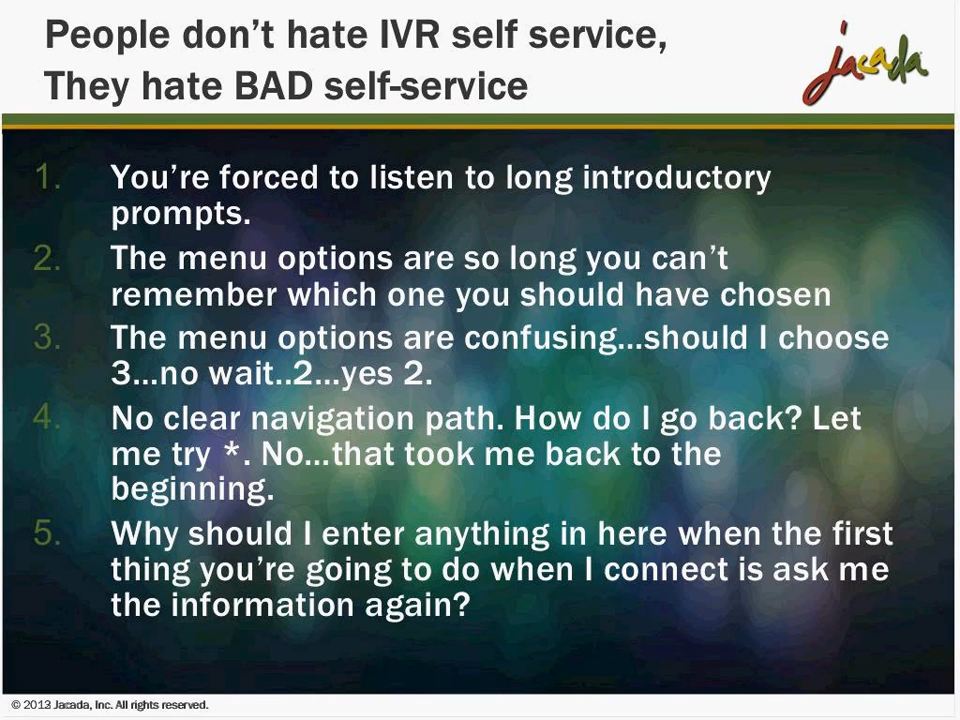 People don't hate IVR self service,
They hate BAD self-service
jacada
1. You're forced to listen to long introductory
prompts.
2. The menu options are so long you can't
remember which one you should have chosen
3. The menu options are confusing...should I choose
3...no wait..2...yes 2.
4. No clear navigation path. How do I go back? Let
me try *. No...that took me back to the
beginning.
5. Why should I enter anything in here when the first
thing you're going to do when I connect is ask me
the information again?
© Jacada, Inc. All rights reserved.